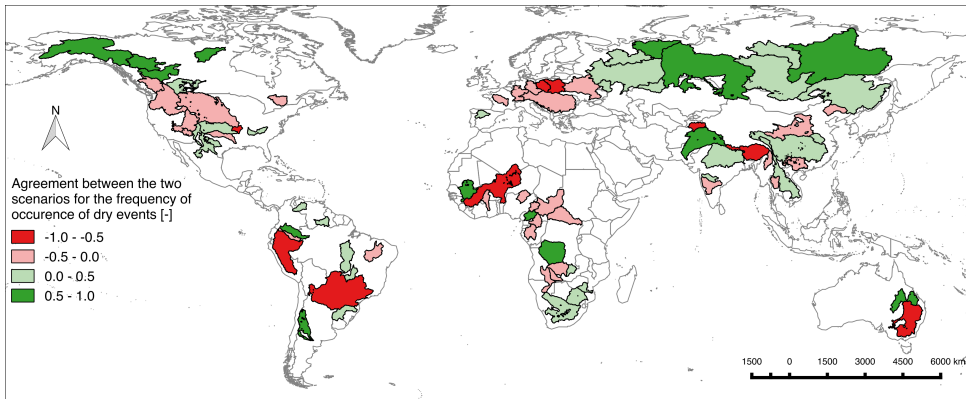 N
Agreement between the two
scenarios for the frequency of
occurence of dry events [-]
-1.0 - -0.5
-0.5 - 0.0
0.0 - 0.5
0.5 - 1.0
1500 0 1500 3000 4500 6000 km